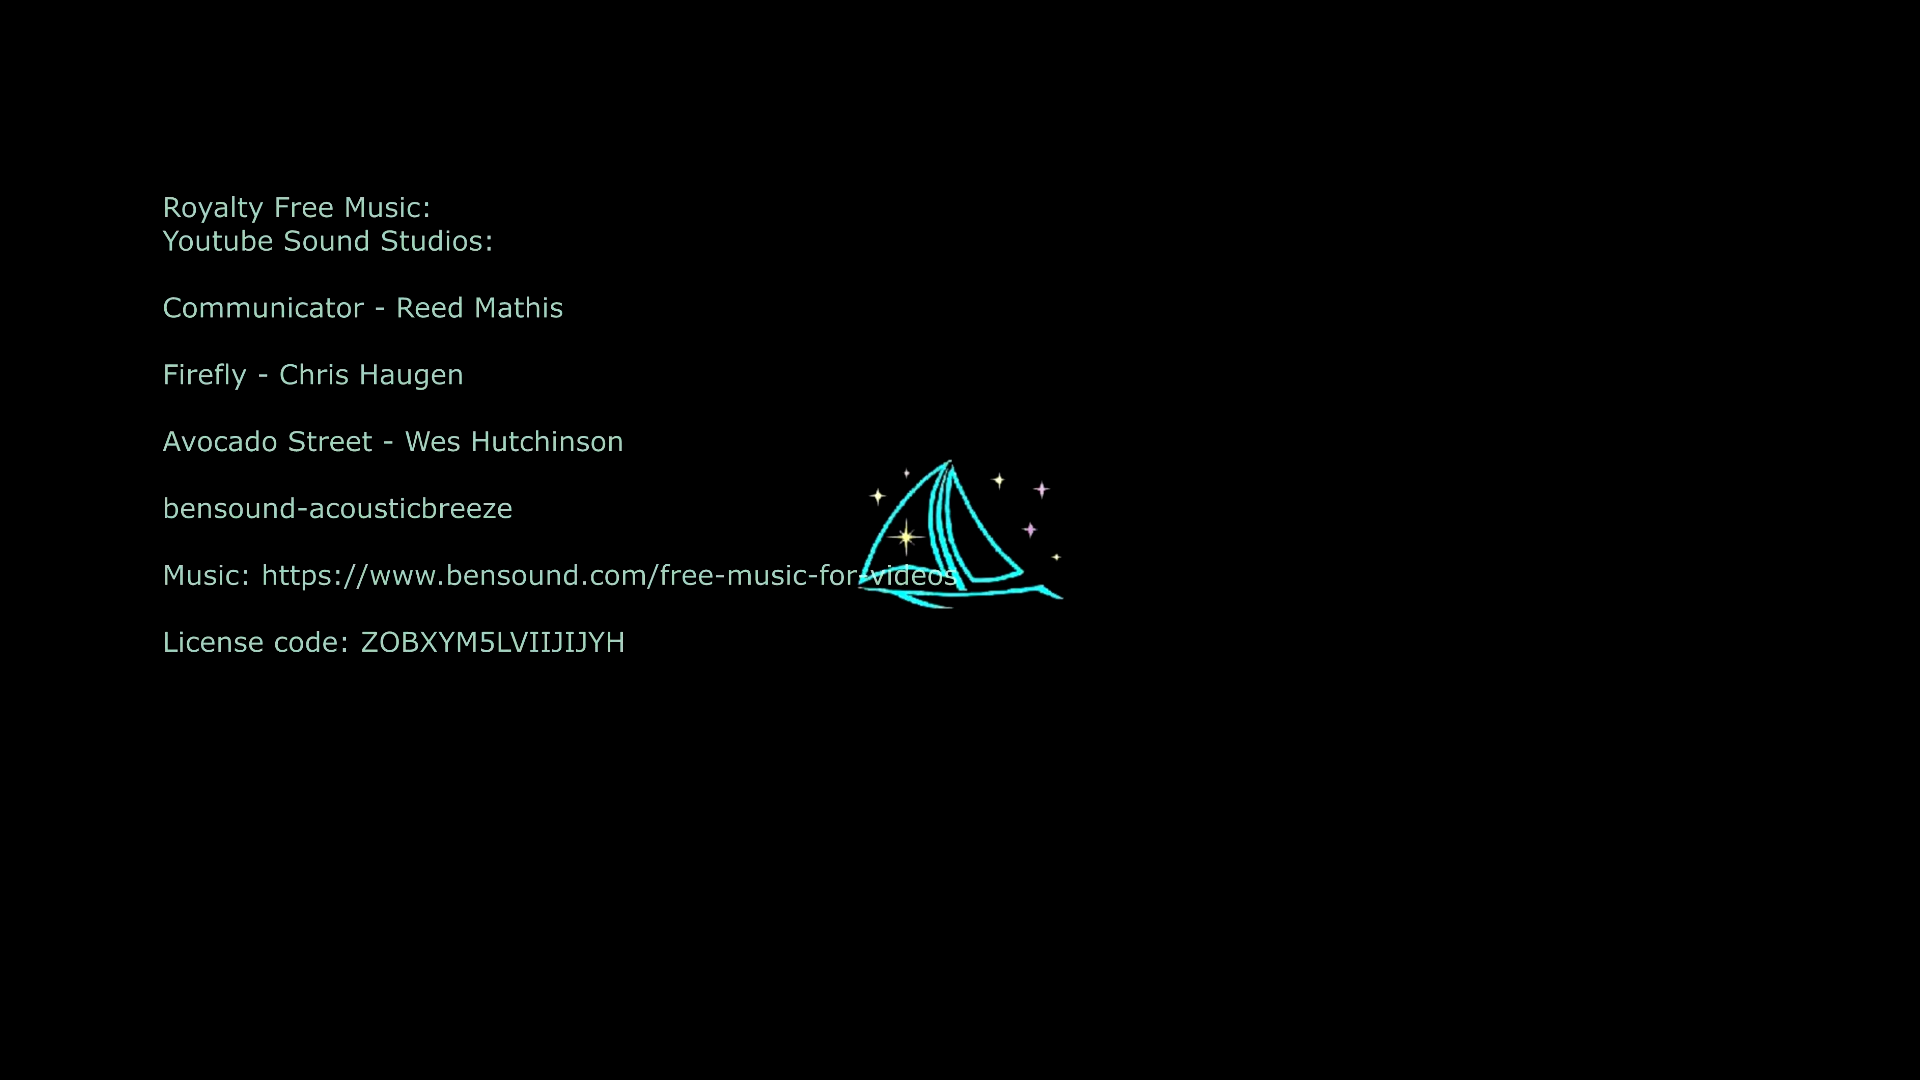 Royalty Free Music:
Youtube Sound Studios:
Communicator - Reed Mathis
Firefly - Chris Haugen
Avocado Street - Wes Hutchinson
bensound-acousticbreeze
Music: https://www.bensound.com/free-music-for-videos
License code: ZOBXYM5LVIIJIJYH